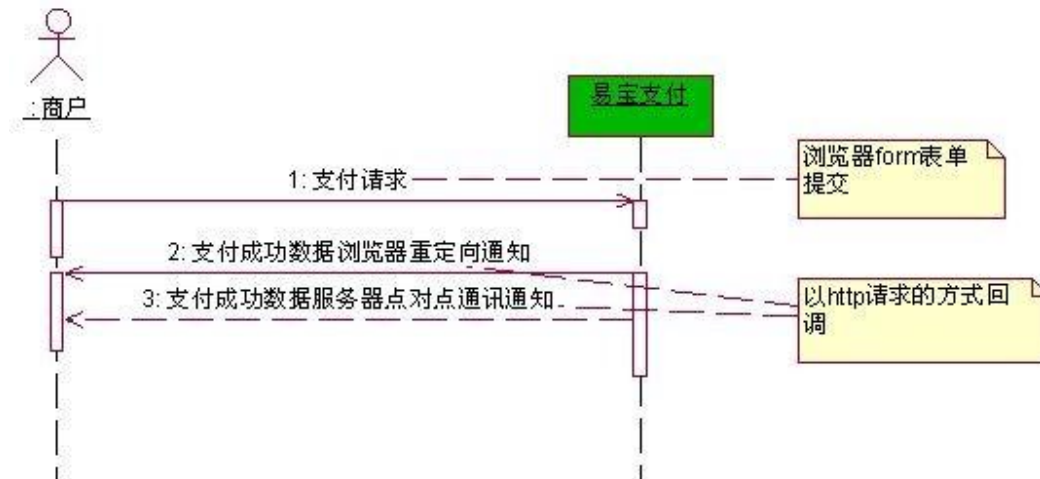 : 商户
易宝支付
浏览器form表单
提交
1: 支付请求
2: 支付成功数据浏览器重定向通知
3: 支付成功数据服务器点对点通讯通知
以http请求的方式回
调